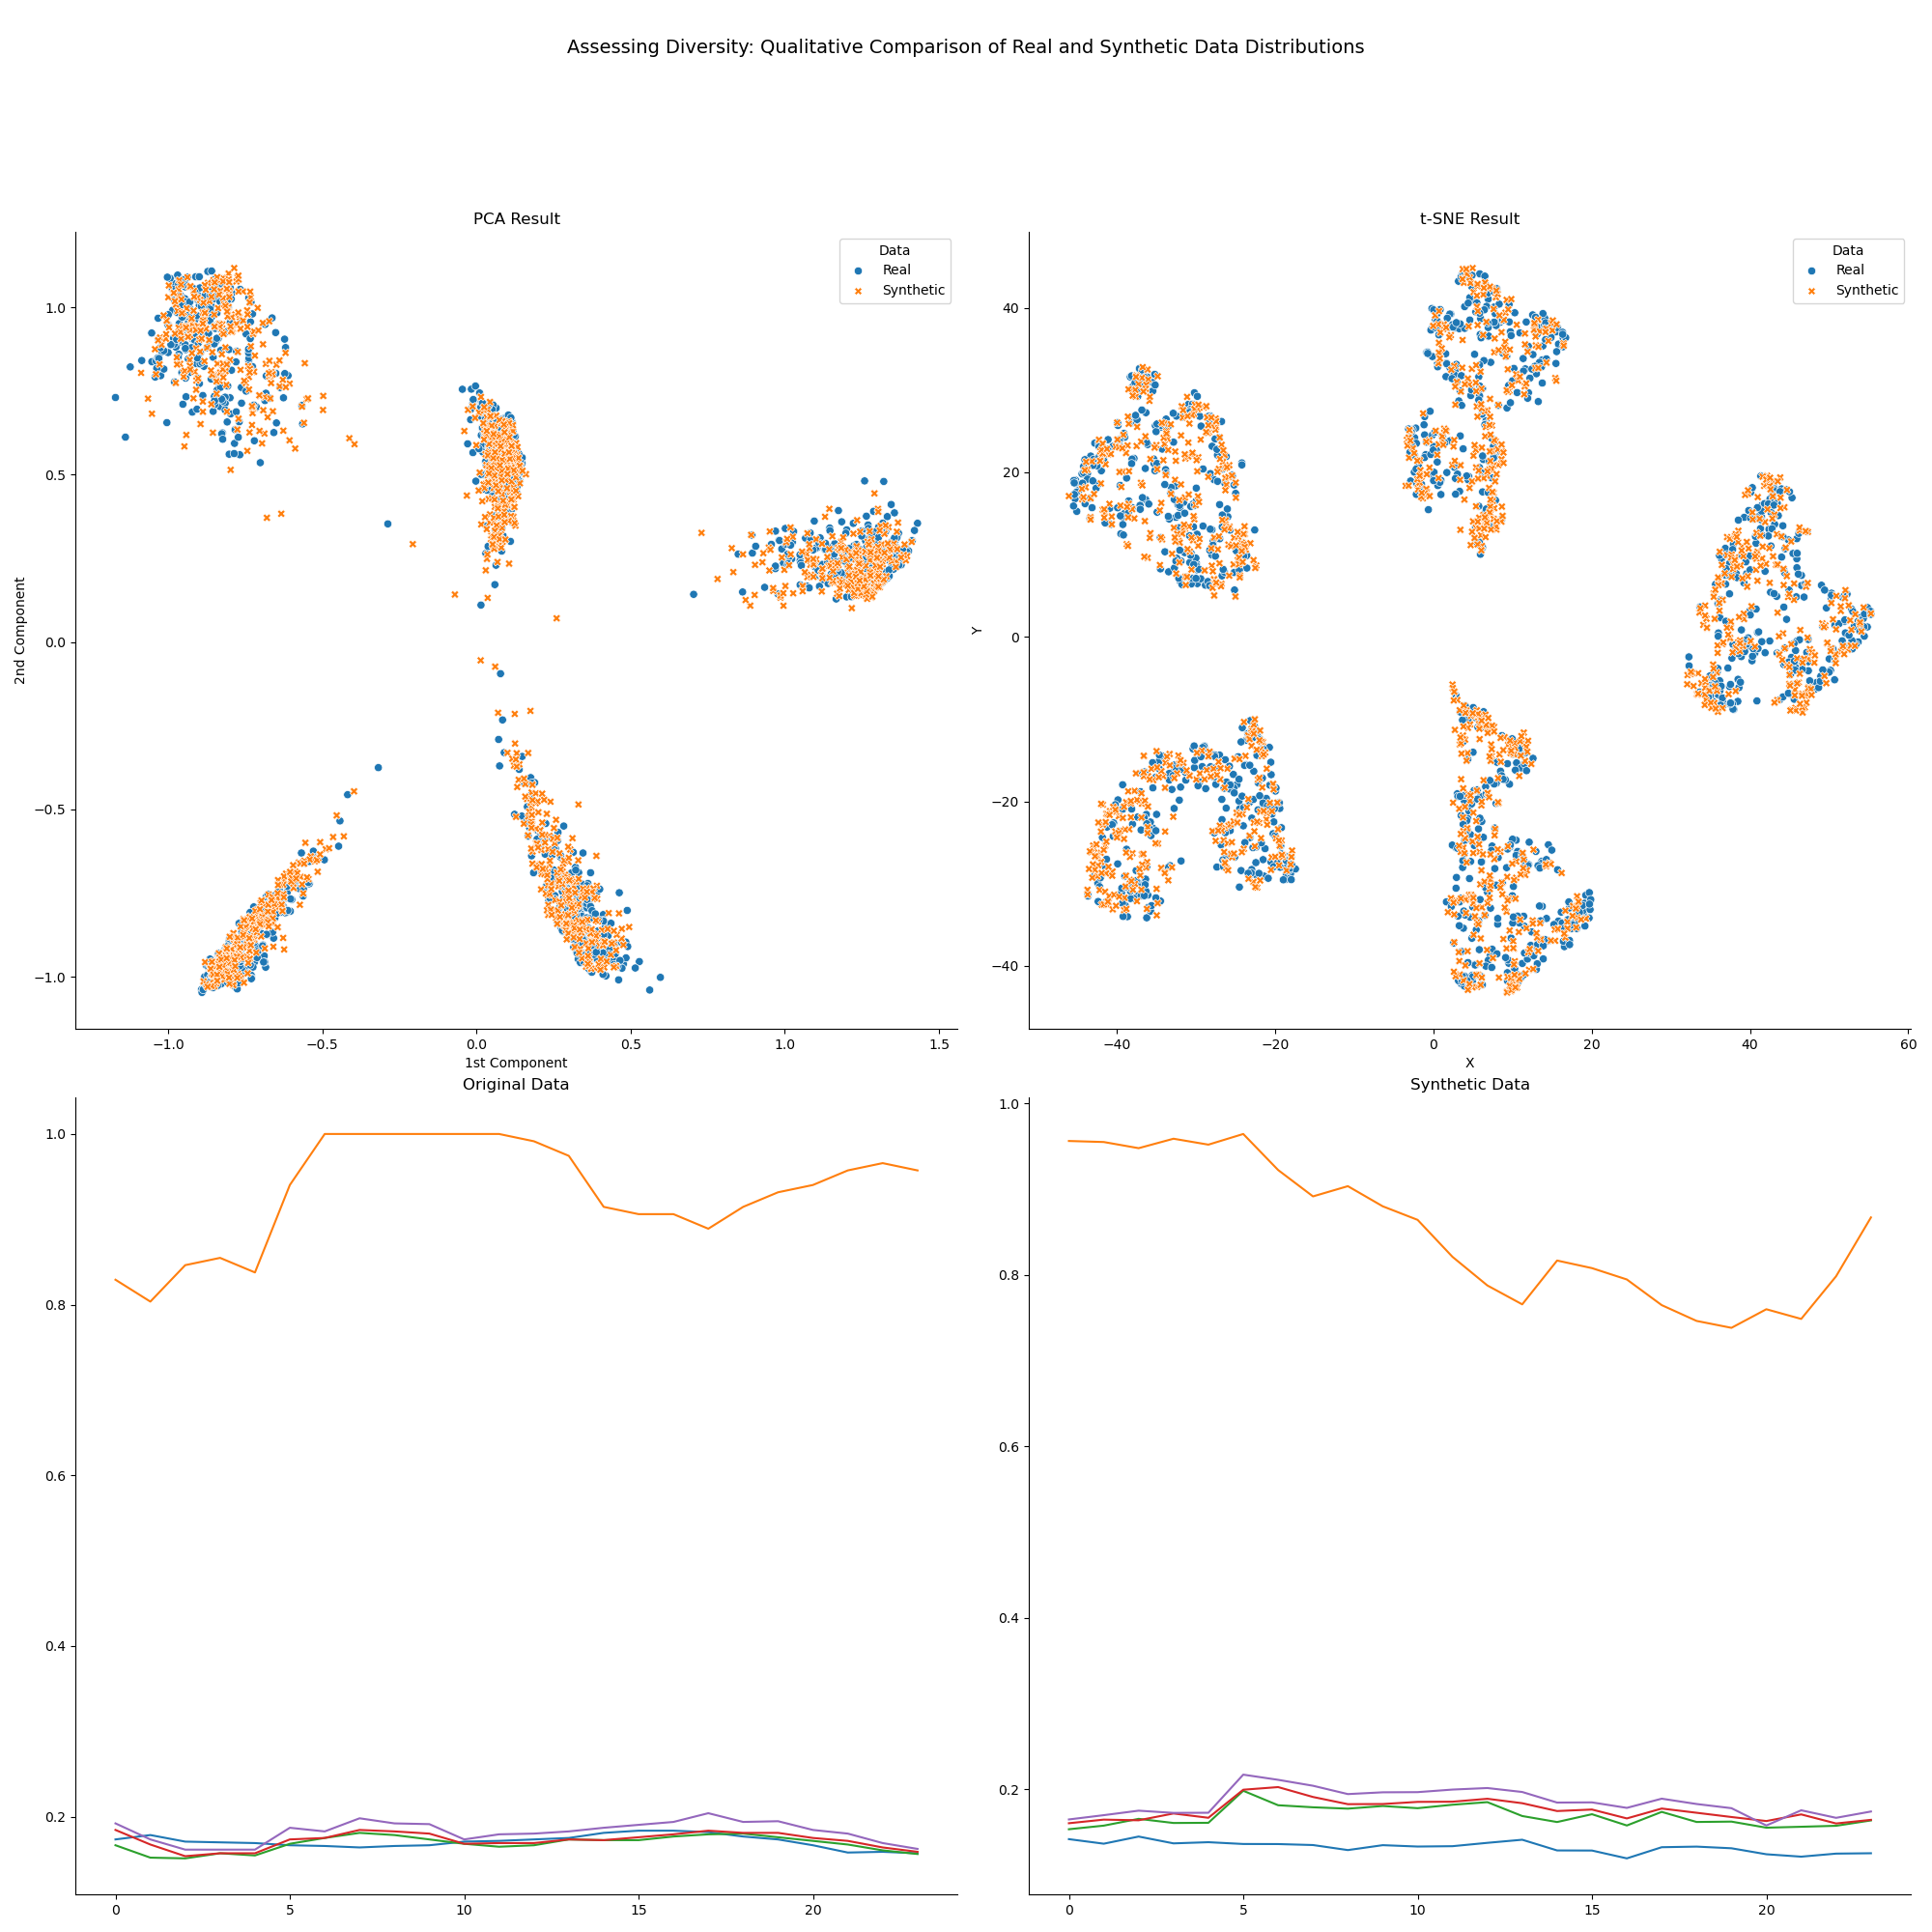 Assessing Diversity: Qualitative Comparison of Real and Synthetic Data Distributions
PCA Result
Data
Real
Synthetic
1.0
0.5
0.0
−0.5
−1.0
2nd Component
−1.0 −0.5 0.0 0.5 1.0 1.5
1st Component
t-SNE Result
Data
Real
Synthetic
40
20
0
−20
−40
Y
−40 −20 0 20 40 60
X
Original Data
1.0
0.8
0.6
0.4
0.2
0 5 10 15 20
Synthetic Data
1.0
0.8
0.6
0.4
0.2
0 5 10 15 20